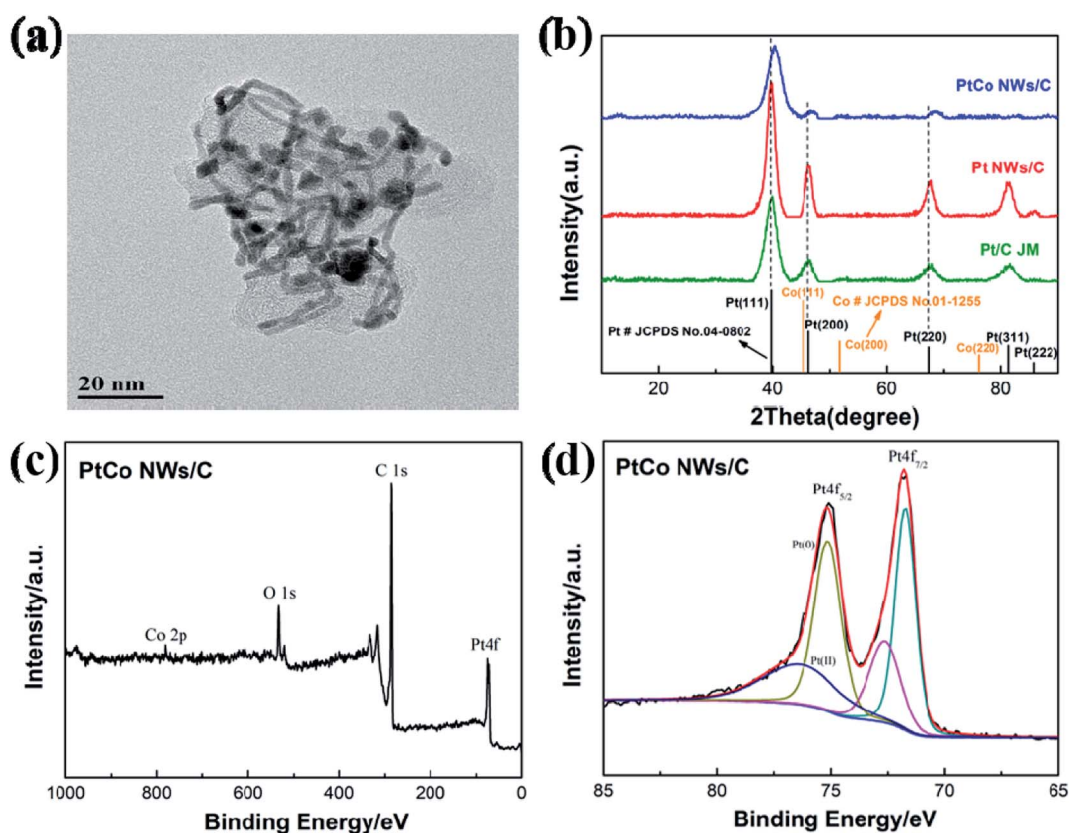 (a)
20 nm
(b)
PtCo NWs/C
Pt NWs/C
Pt/C JM
Pt(111)
Co(111)
Co # JCPDS No.01-1255
Pt # JCPDS No.04-0802
Pt(200)
Co(200)
Pt(220)
Co(220)
Pt(311)
Pt(222)
Intensity(a.u.)
10 20 40 60 80
2Theta(degree)
(c)
PtCo NWs/C
C 1s
O 1s
Co 2p
Pt4f
Intensity/a.u.
1000 800 600 400 200 0
Binding Energy/eV
(d)
PtCo NWs/C
Pt4f7/2
Pt4f5/2
Pt(0)
Pt(II)
Intensity/a.u.
85 80 75 70 65
Binding Energy/eV